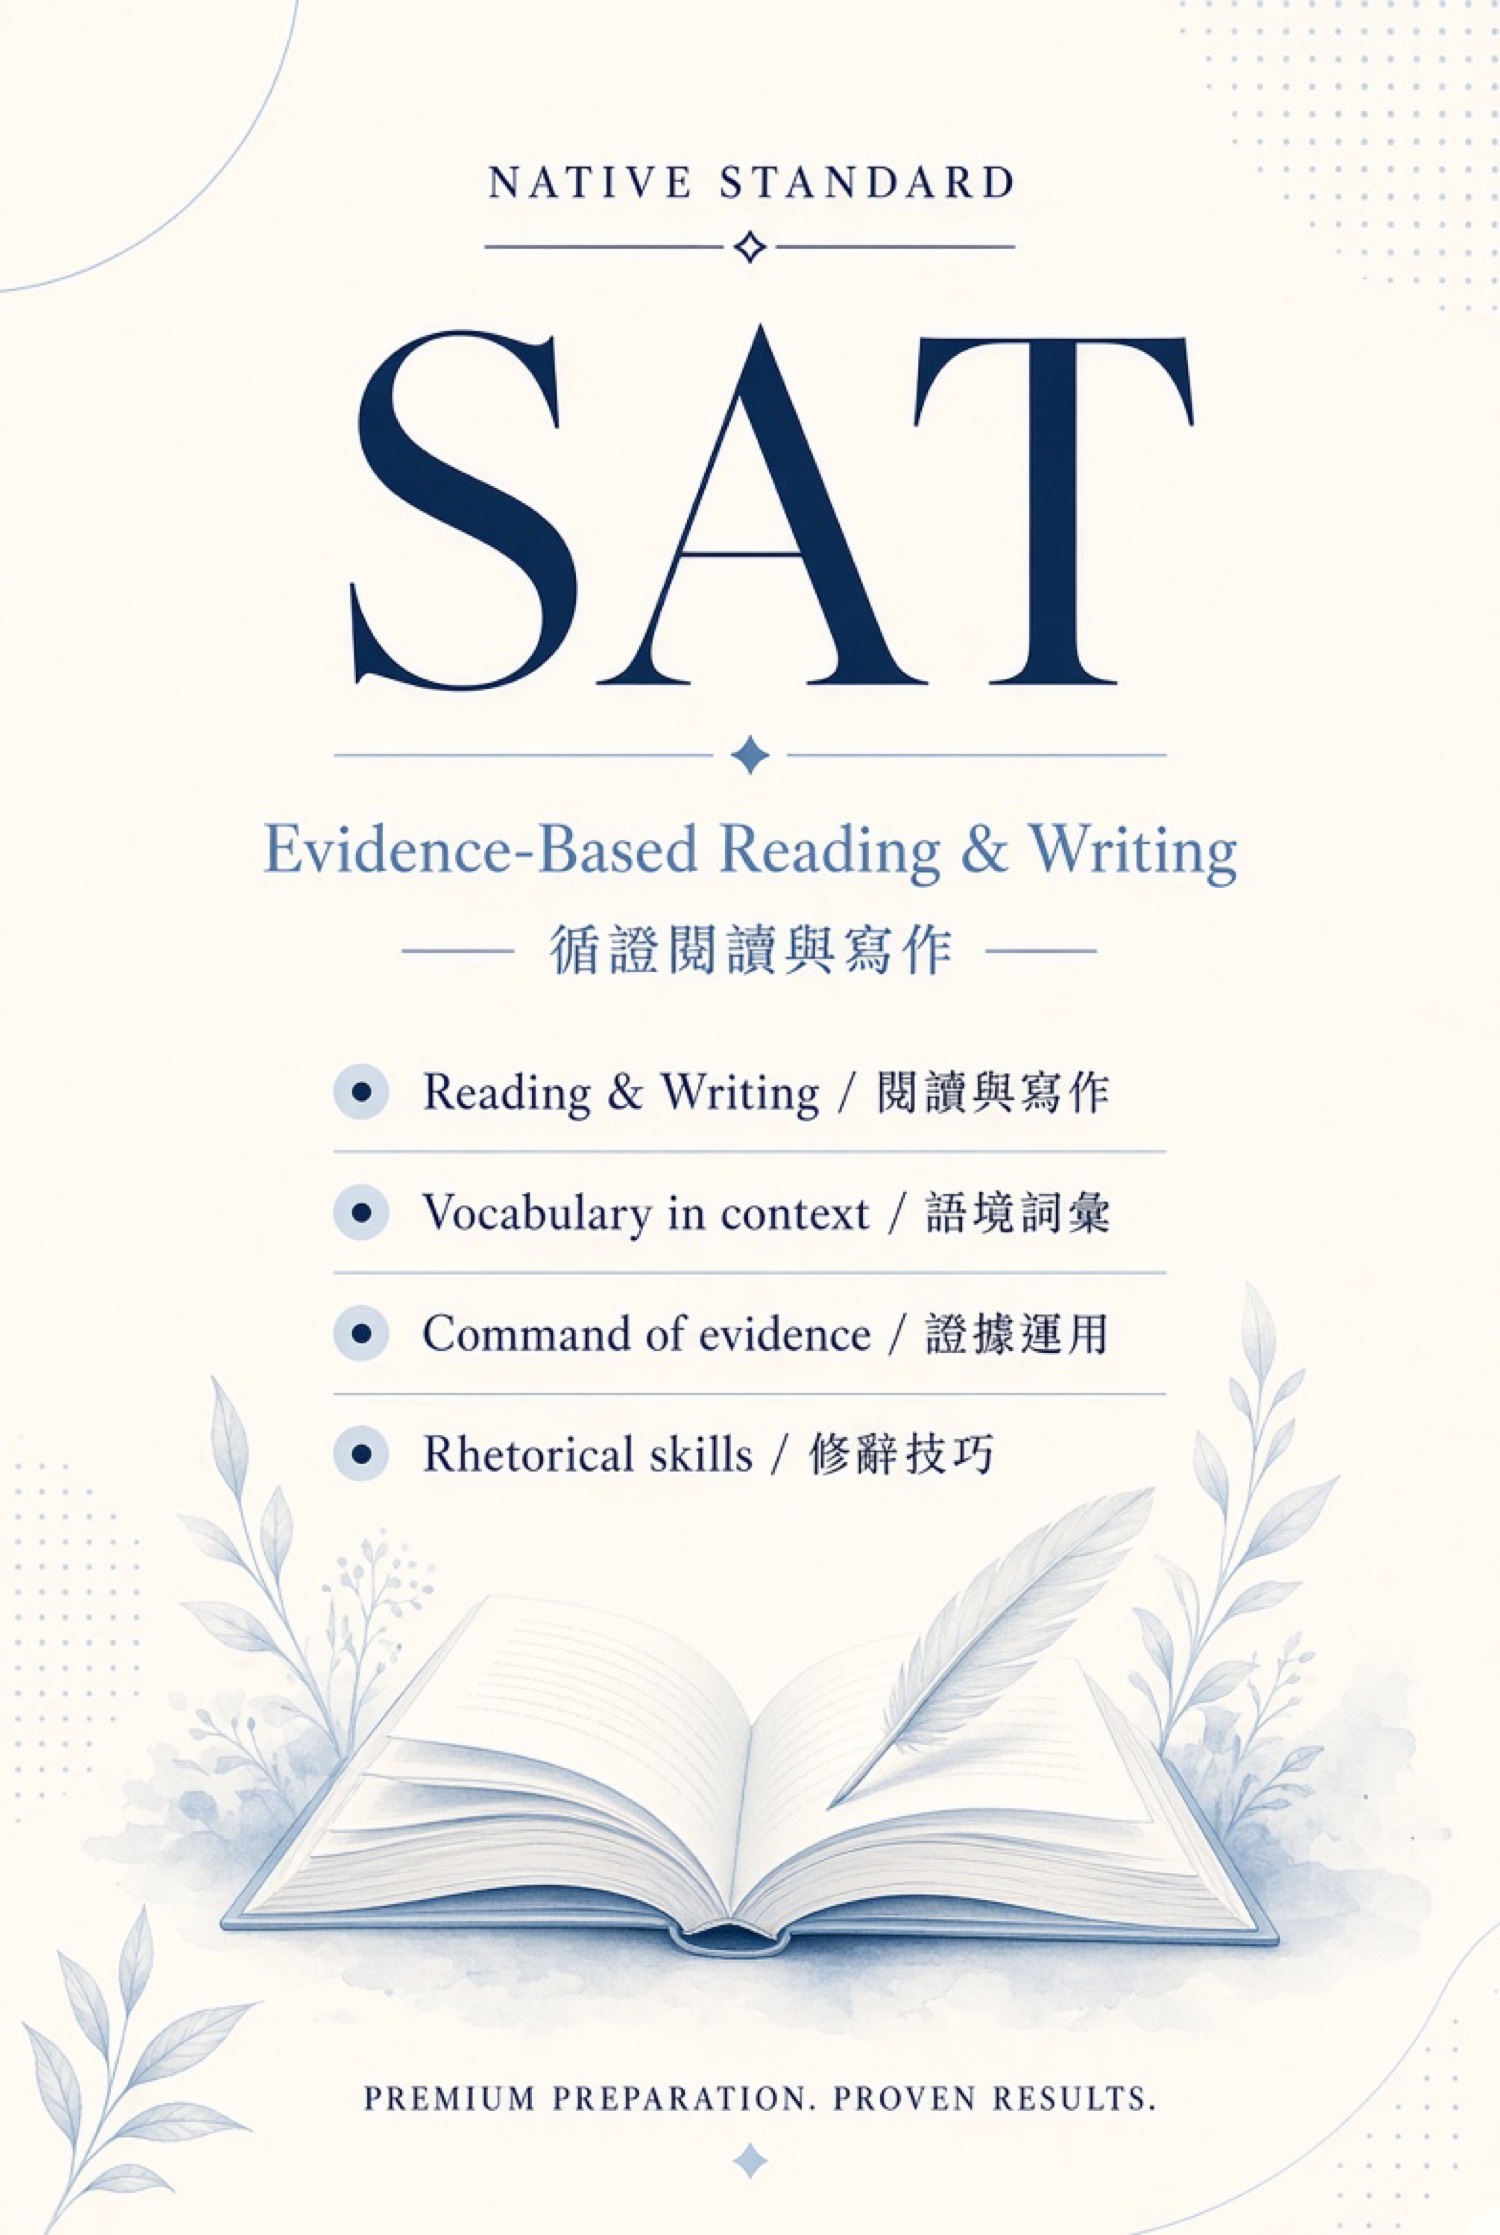 NATIVE STANDARD
SAT
Evidence-Based Reading & Writing
循證閱讀與寫作
Reading & Writing / 閱讀與寫作
Vocabulary in context / 語境詞彙
Command of evidence / 證據運用
Rhetorical skills / 修辭技巧
PREMIUM PREPARATION. PROVEN RESULTS.